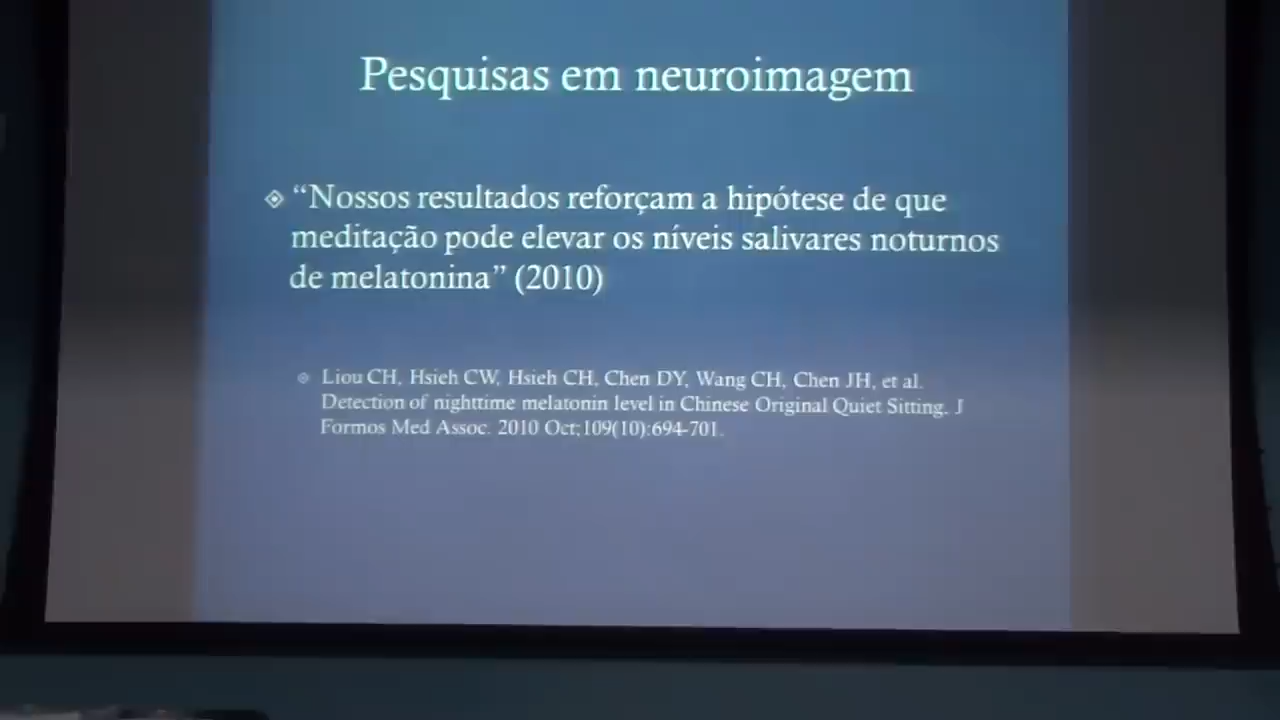 Pesquisas em neuroimagem
“Nossos resultados reforçam a hipótese de que
meditação pode elevar os níveis salivares noturnos
de melatonina” (2010)
Liou CH, Hsieh CW, Hsieh CH, Chen DY, Wang CH, Chen JH, et al.
Detection of nighttime melatonin level in Chinese Original Quiet Sitting. J
Formos Med Assoc. 2010 Oct;109(10):694-701.